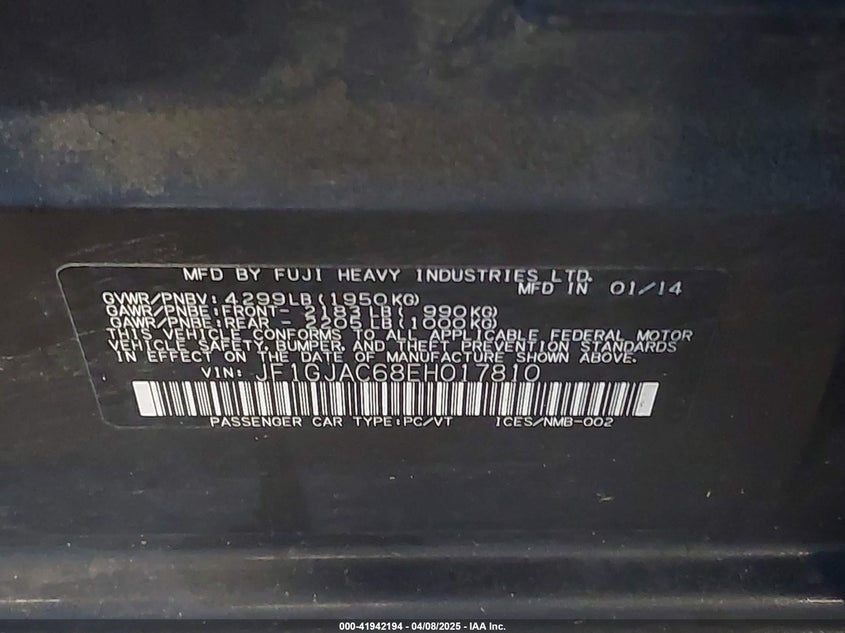 MFD BY FUJI HEAVY INDUSTRIES LTD.
MFD IN 01/14
GVWR/PNBV: 4299LB(1950KG)
GAWR/PNBE:FRONT- 2183LB( 990KG)
GAWR/PNBE:REAR - 2205LB(1000KG)
THIS VEHICLE CONFORMS TO ALL APPLICABLE FEDERAL MOTOR
VEHICLE SAFETY, BUMPER, AND THEFT PREVENTION STANDARDS
IN EFFECT ON THE DATE OF MANUFACTURE SHOWN ABOVE.
VIN: JF1GJAC68EH017810
PASSENGER CAR TYPE:PC/VT ICES/NMB-002
000-41942194 - 04/08/2025 - IAA Inc.